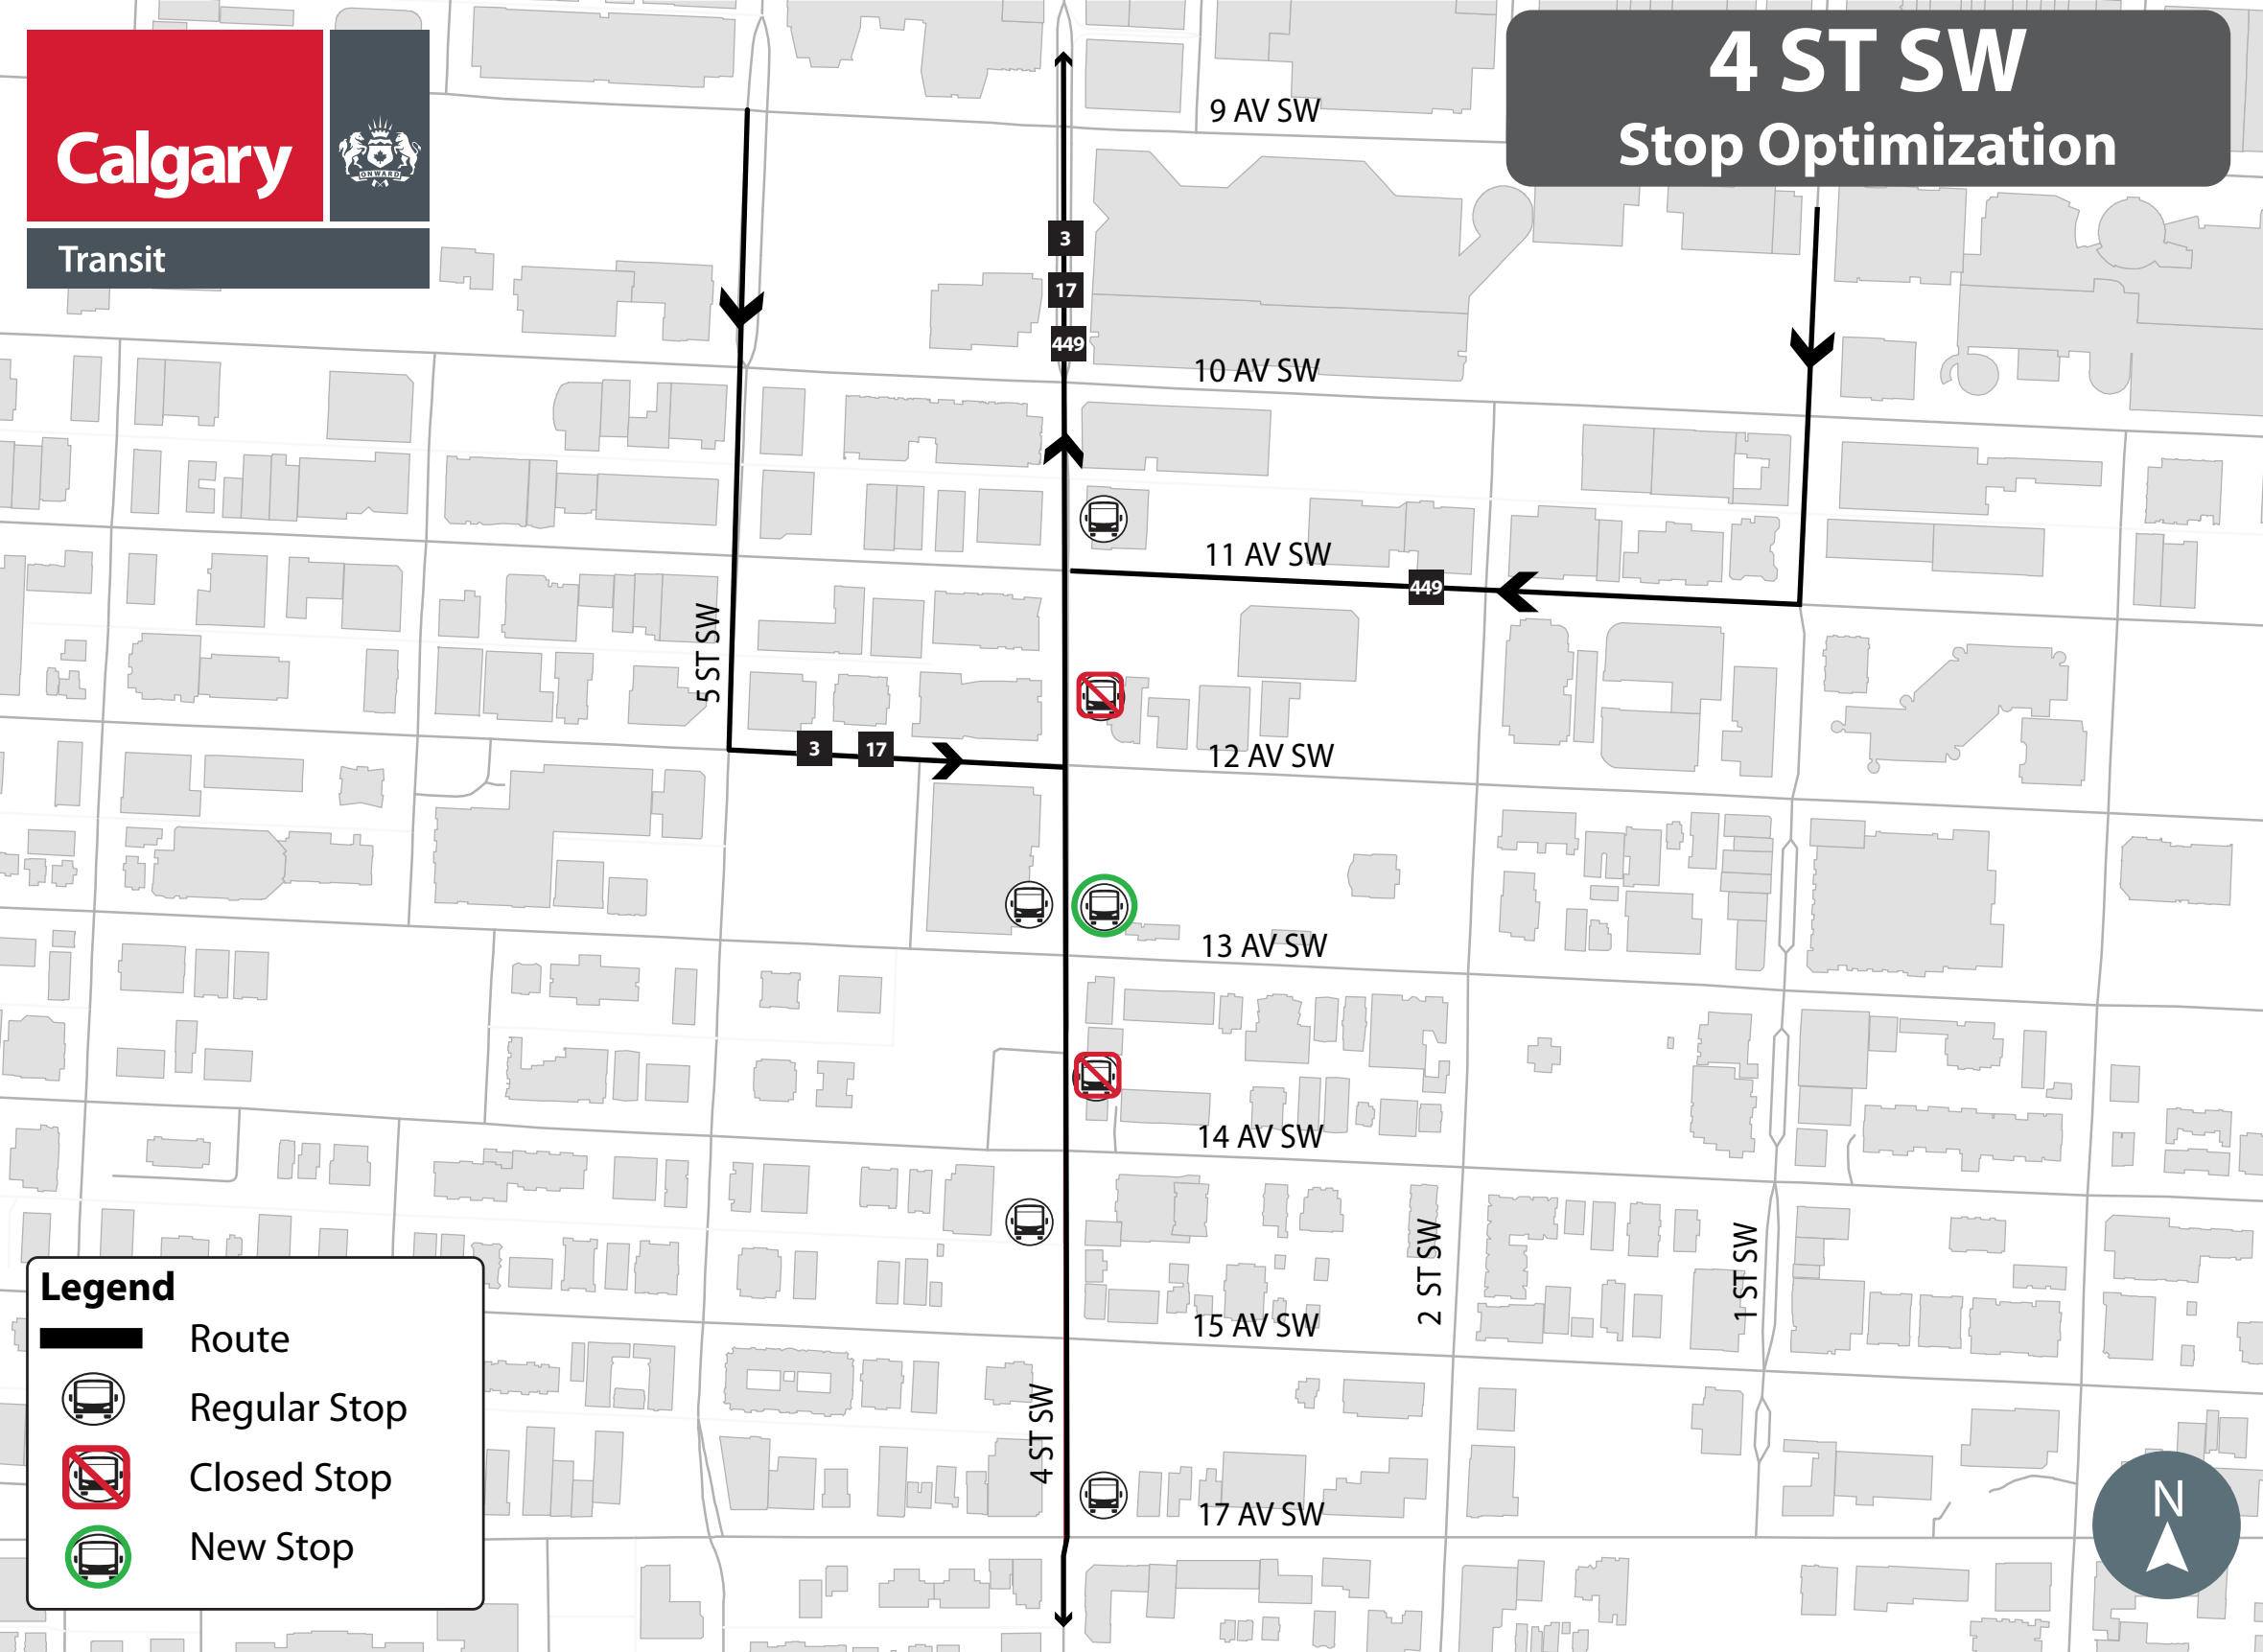 4 ST SW
Stop Optimization
Calgary
ONWARD
Transit
9 AV SW
3
17
449
10 AV SW
11 AV SW
449
5 ST SW
3
17
12 AV SW
13 AV SW
14 AV SW
2 ST SW
1 ST SW
15 AV SW
4 ST SW
17 AV SW
Legend
Route
Regular Stop
Closed Stop
New Stop
N